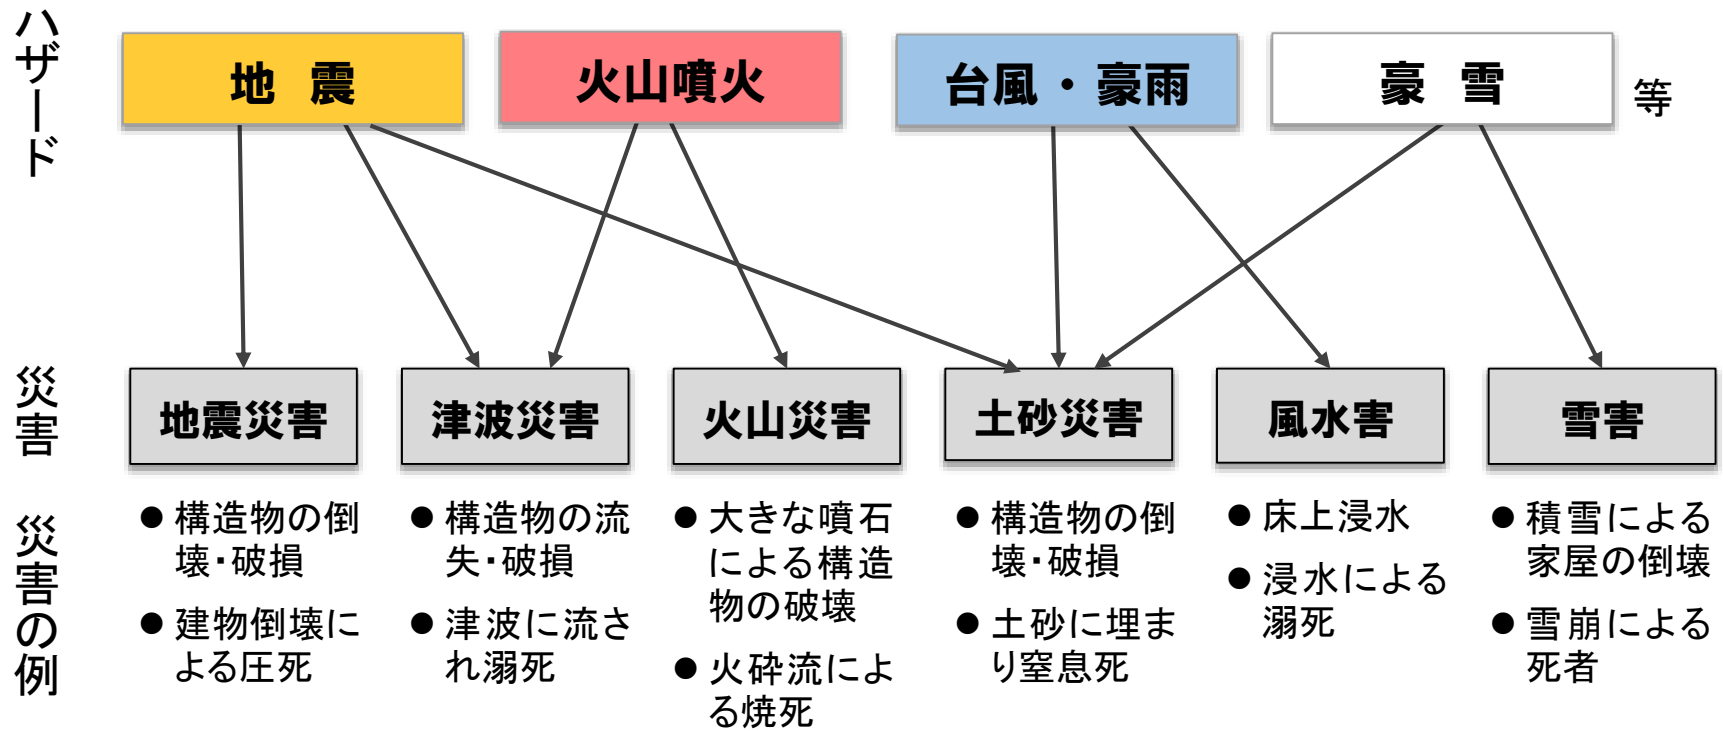 ハザード
地 震
火山噴火
台風・豪雨
豪 雪
等
災害
地震災害
津波災害
火山災害
土砂災害
風水害
雪害
災害の例
● 構造物の倒
壊・破損
● 建物倒壊に
よる圧死
● 構造物の流
失・破損
● 津波に流さ
れ溺死
● 大きな噴石
による構造
物の破壊
● 火砕流によ
る焼死
● 構造物の倒
壊・破損
● 土砂に埋ま
り窒息死
● 床上浸水
● 浸水による
溺死
● 積雪による
家屋の倒壊
● 雪崩による
死者